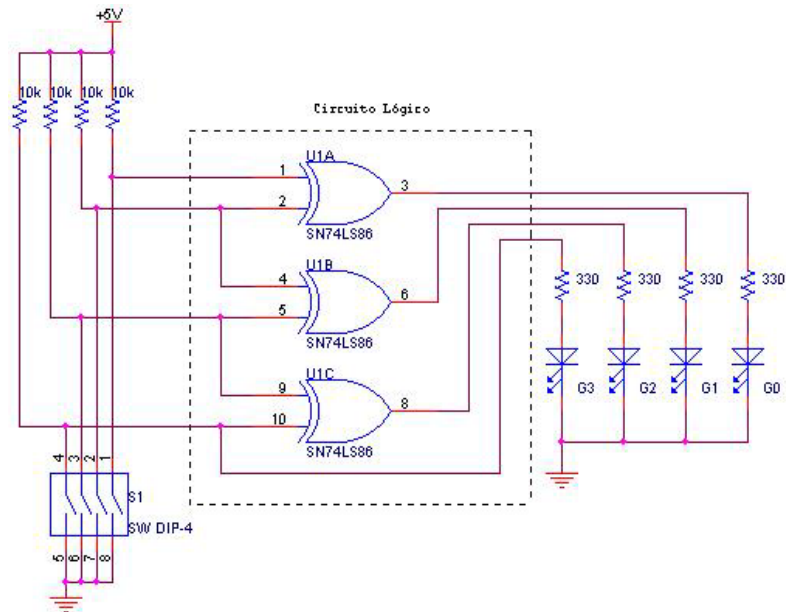 +5V
10k 10k 10k 10k
Circuito Lógico
U1A
1
2
3
SN74LS86
U1B
4
5
6
SN74LS86
U1C
9
10
8
SN74LS86
330 330 330 330
G3 G2 G1 G0
4 3 2 1
S1
SW DIP-4
5 6 7 8